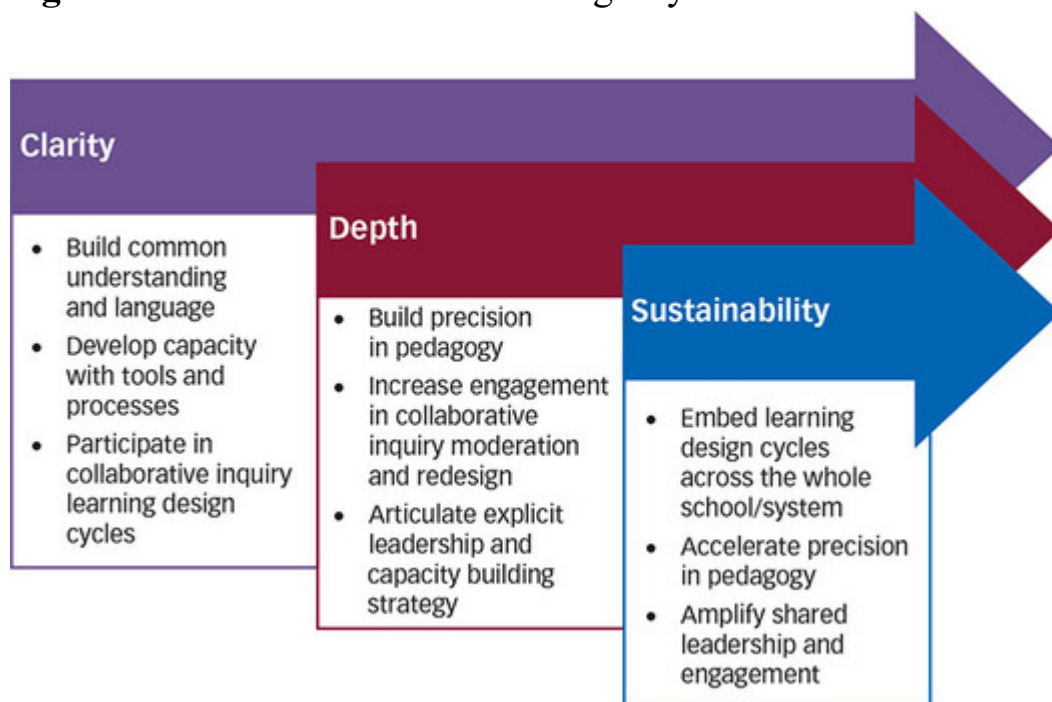 Clarity
• Build common
understanding
and language
• Develop capacity
with tools and
processes
• Participate in
collaborative inquiry
learning design
cycles
Depth
• Build precision
in pedagogy
• Increase engagement
in collaborative
inquiry moderation
and redesign
• Articulate explicit
leadership and
capacity building
strategy
Sustainability
• Embed learning
design cycles
across the whole
school/system
• Accelerate precision
in pedagogy
• Amplify shared
leadership and
engagement